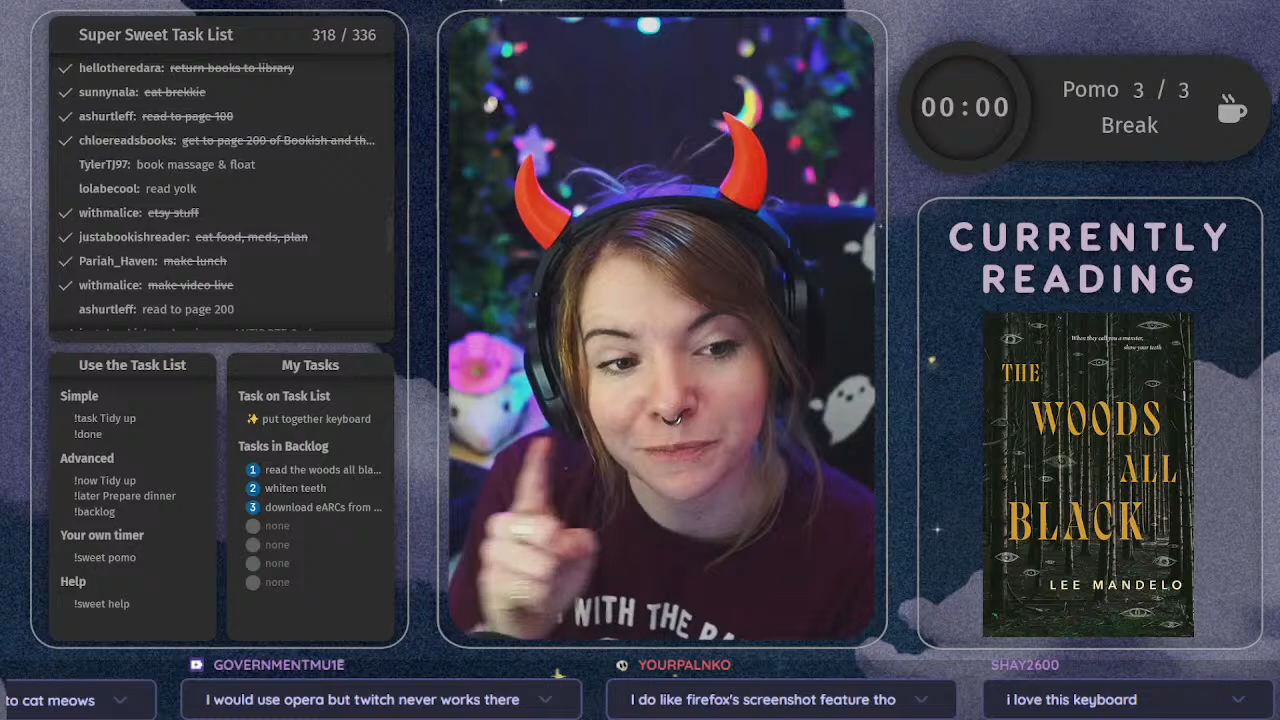 Super Sweet Task List 318 / 336
hellotheredara: return books to library
sunnynala: eat brekkie
ashurtleff: read to page 100
chloereadsbooks: get to page 200 of Bookish and th...
TylerTJ97: book massage & float
lolabecool: read yolk
withmalice: etsy stuff
justabookishreader: eat food, meds, plan
Pariah_Haven: make lunch
withmalice: make video live
ashurtleff: read to page 200
Use the Task List
Simple
!task Tidy up
!done
Advanced
!now Tidy up
!later Prepare dinner
!backlog
Your own timer
!sweet pomo
Help
!sweet help
My Tasks
Task on Task List
✨ put together keyboard
Tasks in Backlog
1 read the woods all bla...
2 whiten teeth
3 download eARCs from ...
none
none
none
none
WITH THE
00:00
Pomo 3 / 3
Break
CURRENTLY
READING
When they call you a monster,
show your teeth
THE
WOODS
ALL
BLACK
LEE MANDELO
to cat meows
GOVERNMENTMU1E
I would use opera but twitch never works there
YOURPALNKO
I do like firefox's screenshot feature tho
SHAY2600
i love this keyboard